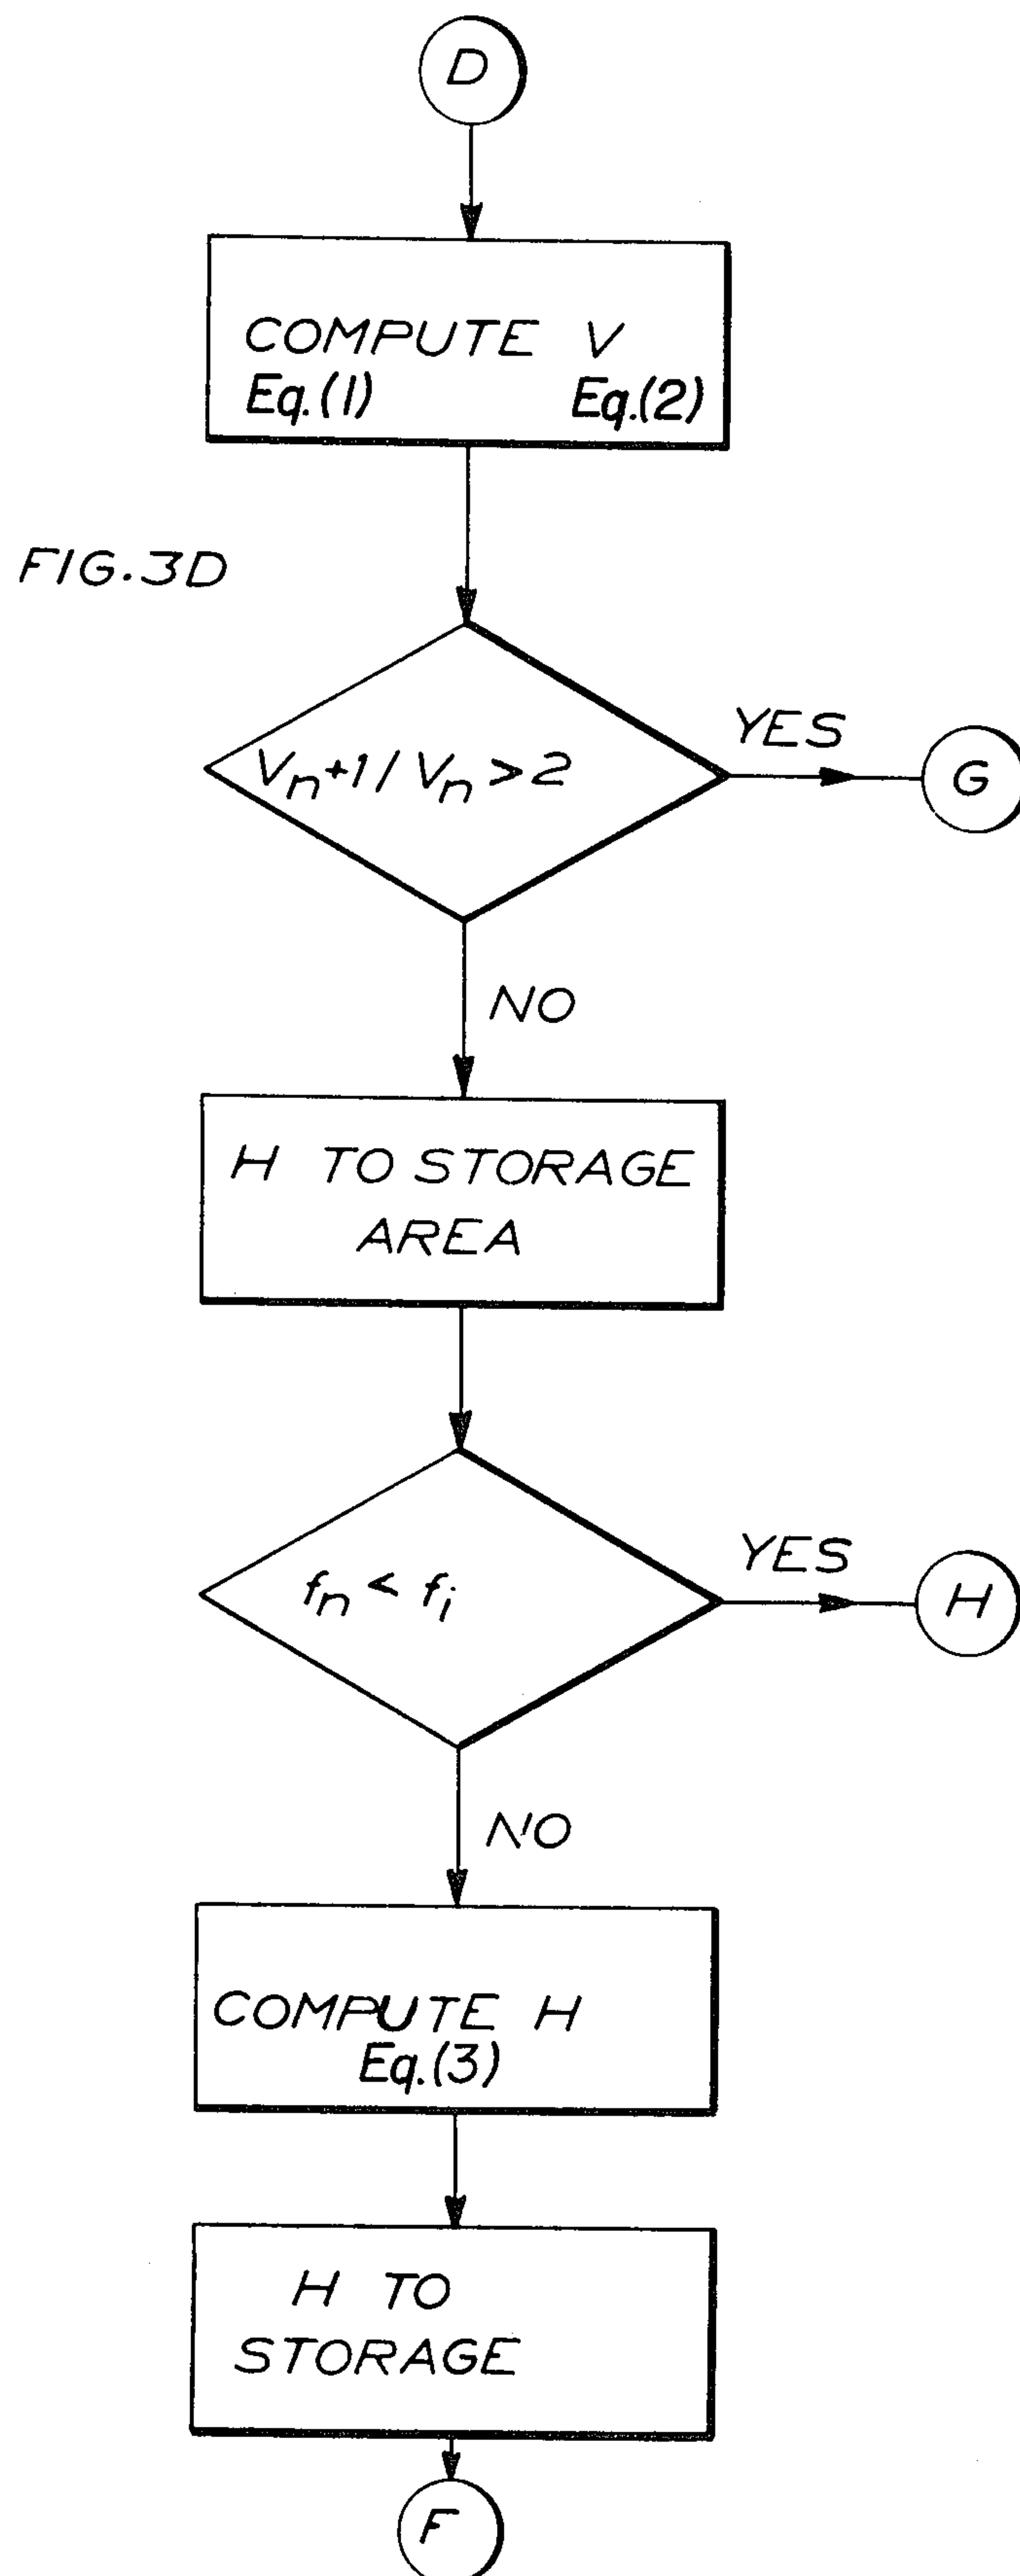 D
COMPUTE V
Eq.(1) Eq.(2)
FIG.3D
Vn+1/Vn>2
YES
G
NO
H TO STORAGE
AREA
fn < fi
YES
H
NO
COMPUTE H
Eq.(3)
H TO
STORAGE
F